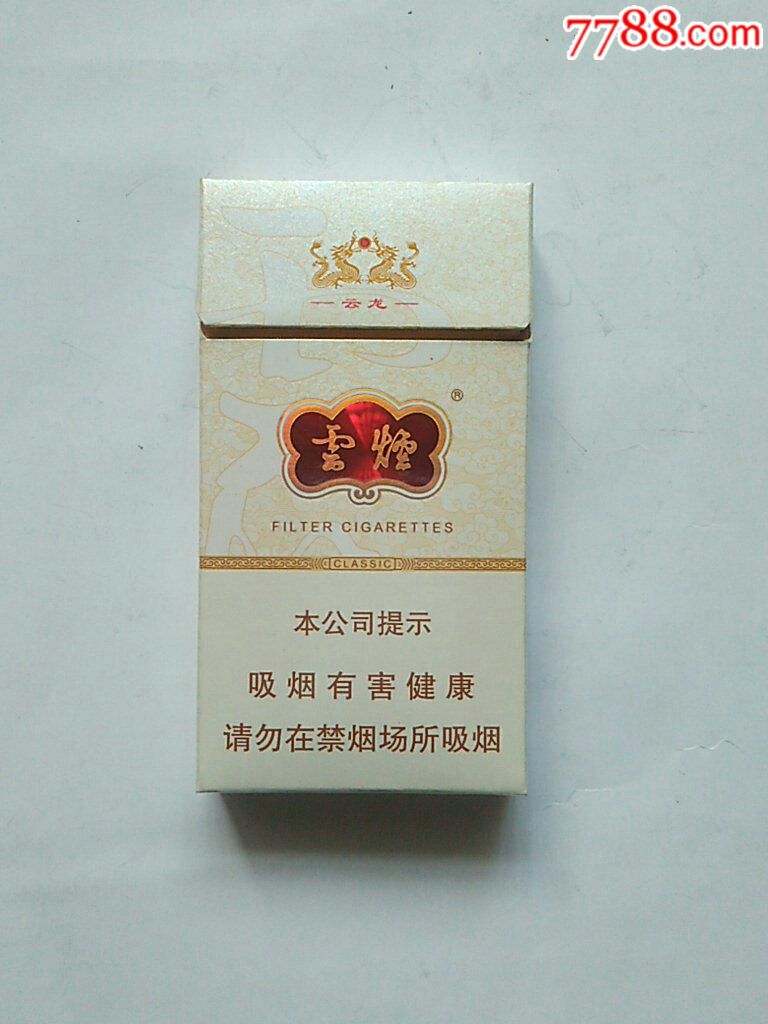 7788.com
云龙
雲煙
®
FILTER CIGARETTES
CLASSIC
本公司提示
吸烟有害健康
请勿在禁烟场所吸烟